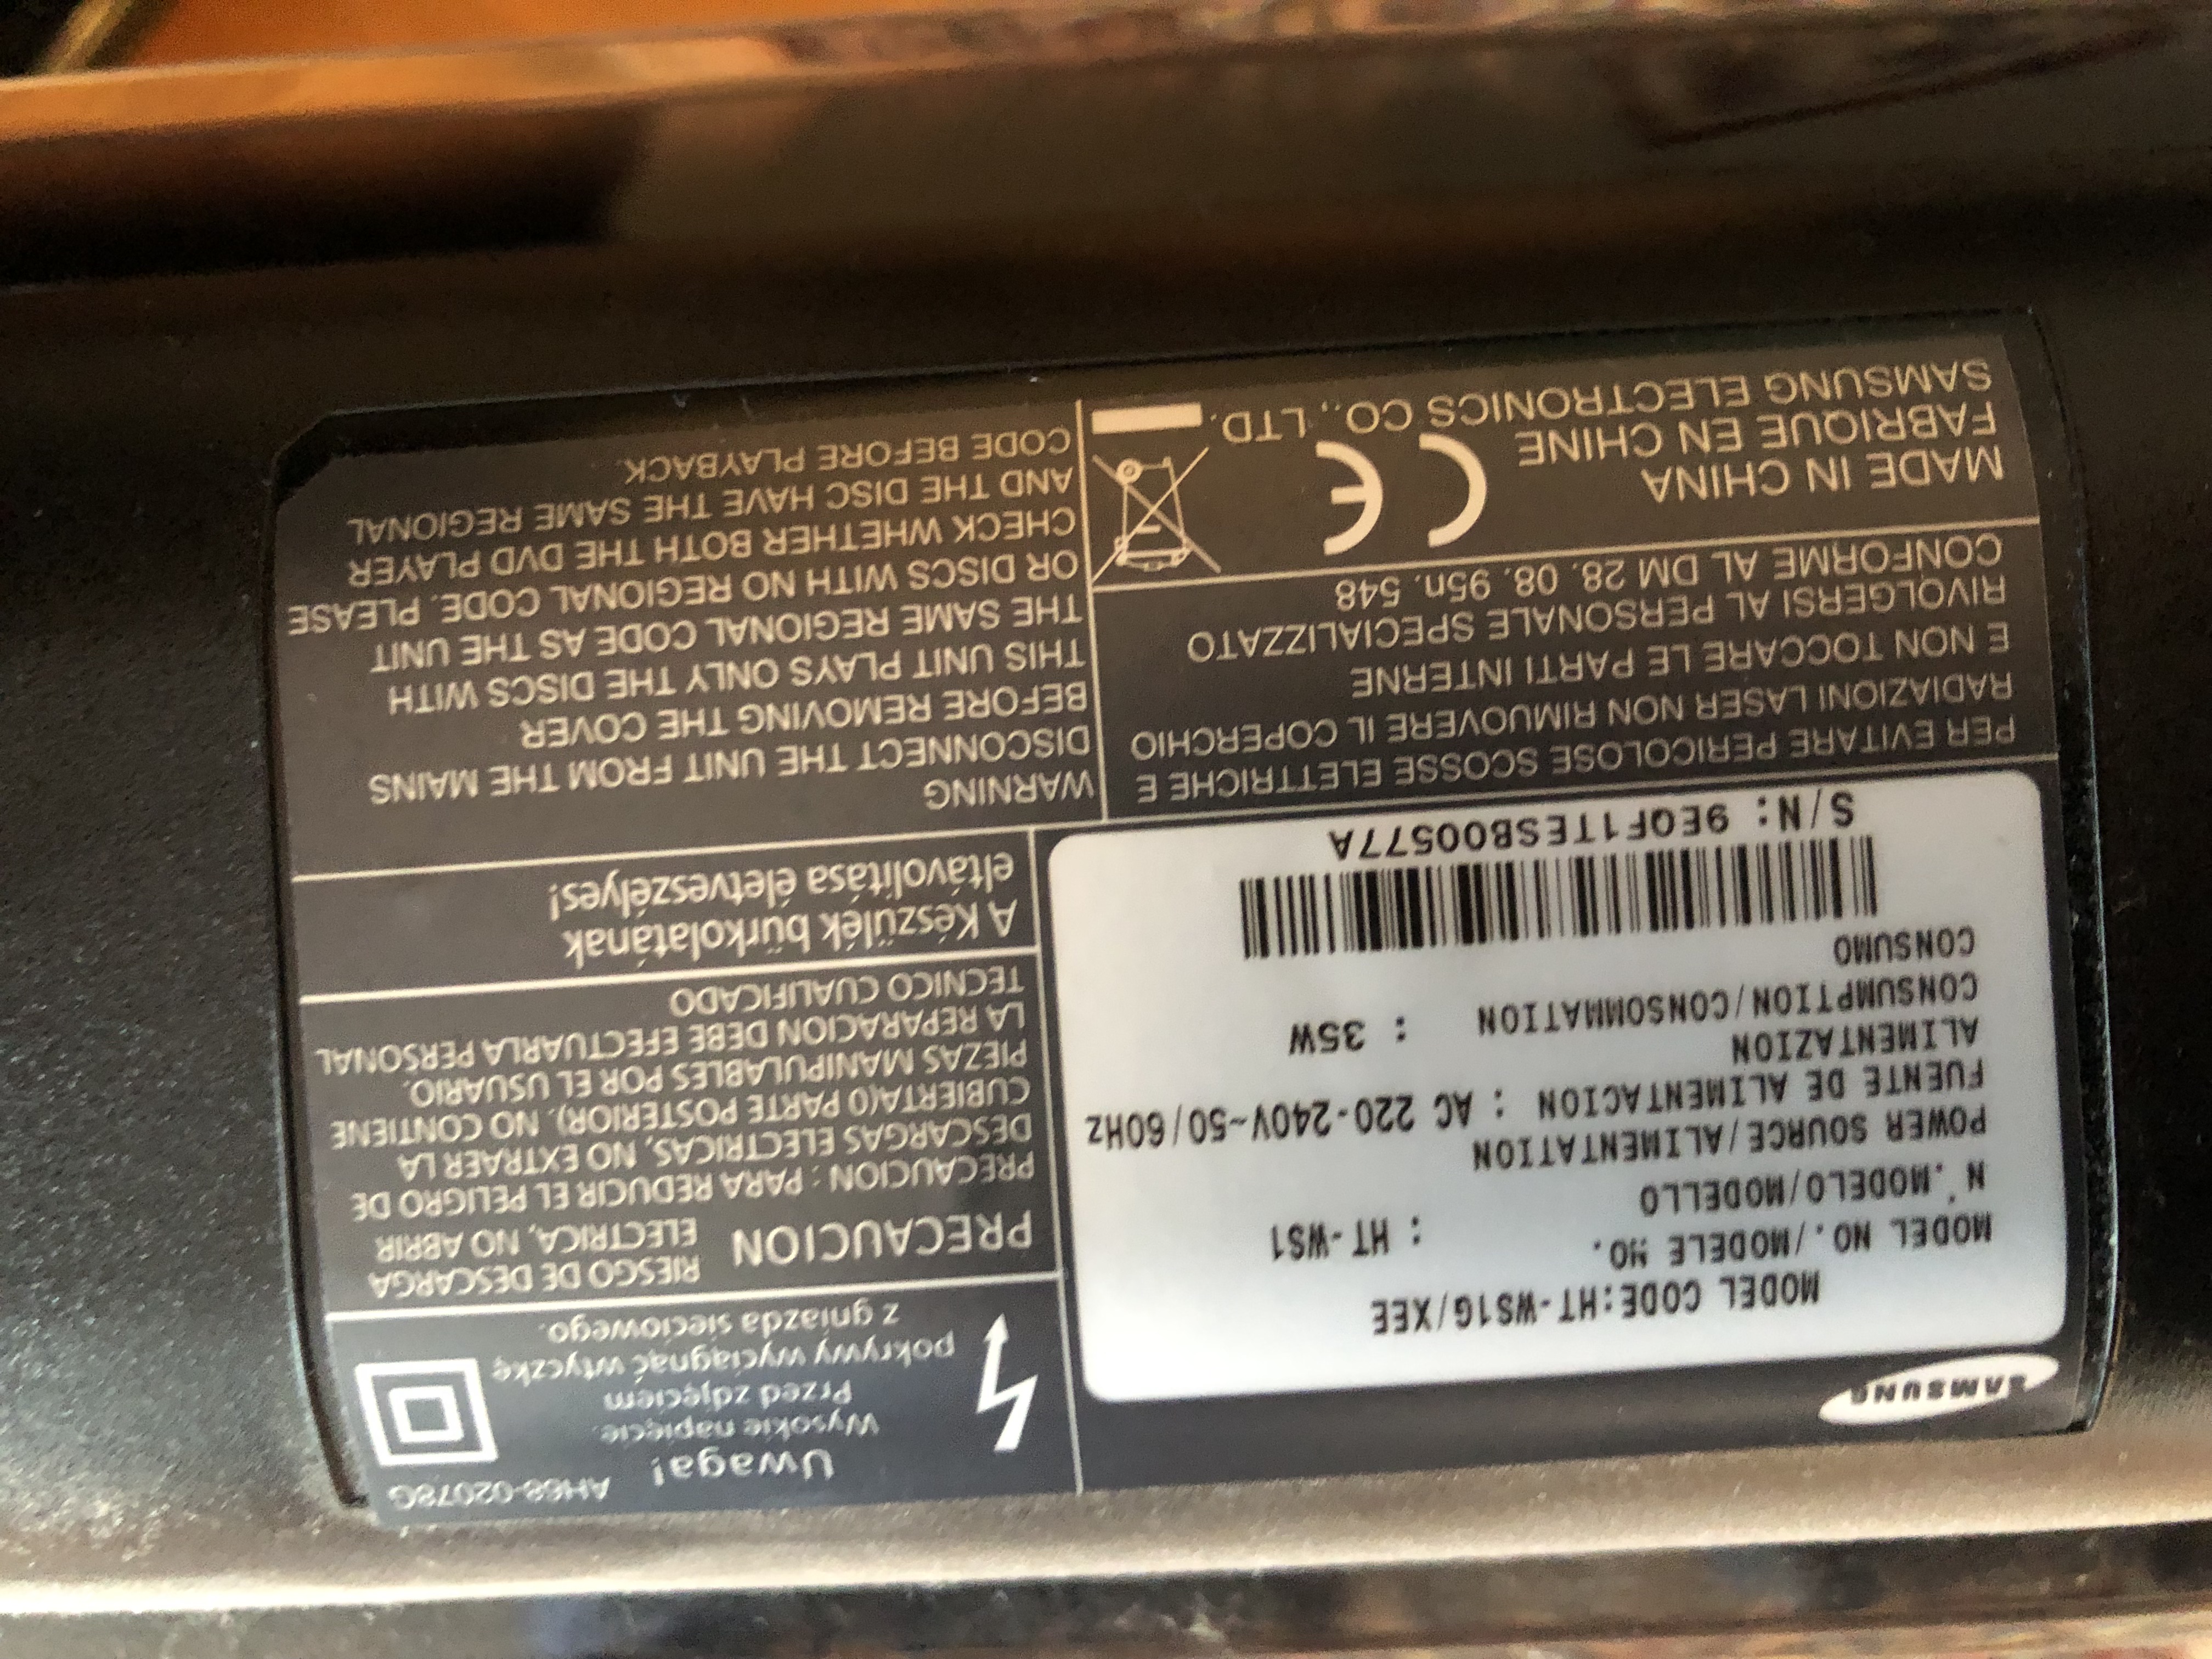 SAMSUNG
MODEL CODE:HT-WS1G/XEE
MODEL NO./MODELE NO. : HT-WS1
N°.MODELO/MODELLO
POWER SOURCE/ALIMENTATION
FUENTE DE ALIMENTACION : AC 220-240V~50/60Hz
ALIMENTAZION
CONSUMPTION/CONSOMMATION : 35W
CONSUMO
S/N: 9EQF1TESB00577A
AH68-02078G
Uwaga!
Wysokie napięcie.
Przed zdjęciem
pokrywy wyciągnąć wtyczkę
z gniazda sieciowego.
PRECAUCION RIESGO DE DESCARGA
ELECTRICA, NO ABRIR
PRECAUCION : PARA REDUCIR EL PELIGRO DE
DESCARGAS ELECTRICAS, NO EXTRAER LA
CUBIERTA(O PARTE POSTERIOR). NO CONTIENE
PIEZAS MANIPULABLES POR EL USUARIO.
LA REPARACION DEBE EFECTUARLA PERSONAL
TECNICO CUALIFICADO
A Készülék bürkolatának
eltávolítása életveszélyes!
PER EVITARE PERICOLOSE SCOSSE ELETTRICHE E
RADIAZIONI LASER NON RIMUOVERE IL COPERCHIO
E NON TOCCARE LE PARTI INTERNE
RIVOLGERSI AL PERSONALE SPECIALIZZATO
CONFORME AL DM 28. 08. 95n. 548
WARNING
DISCONNECT THE UNIT FROM THE MAINS
BEFORE REMOVING THE COVER
THIS UNIT PLAYS ONLY THE DISCS WITH
THE SAME REGIONAL CODE AS THE UNIT
OR DISCS WITH NO REGIONAL CODE. PLEASE
CHECK WHETHER BOTH THE DVD PLAYER
AND THE DISC HAVE THE SAME REGIONAL
CODE BEFORE PLAYBACK.
MADE IN CHINA
FABRIQUE EN CHINE
SAMSUNG ELECTRONICS CO., LTD.
CE